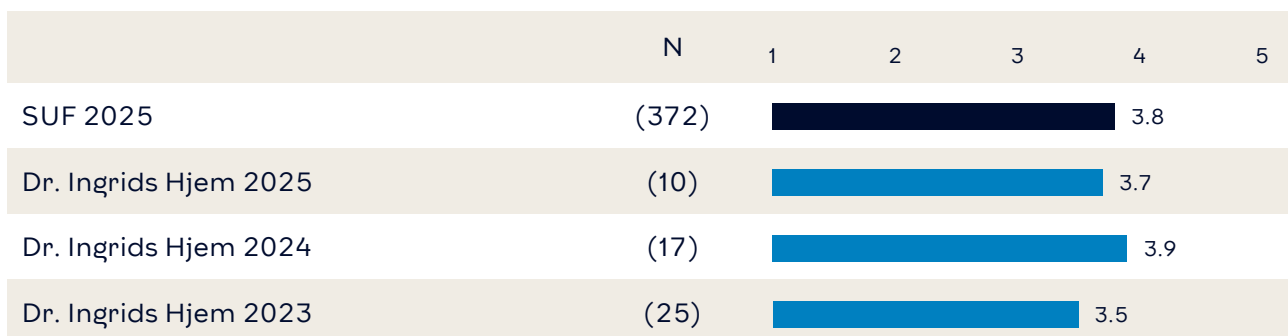 N 1 2 3 4 5
SUF 2025 (372) 3.8
Dr. Ingrids Hjem 2025 (10) 3.7
Dr. Ingrids Hjem 2024 (17) 3.9
Dr. Ingrids Hjem 2023 (25) 3.5